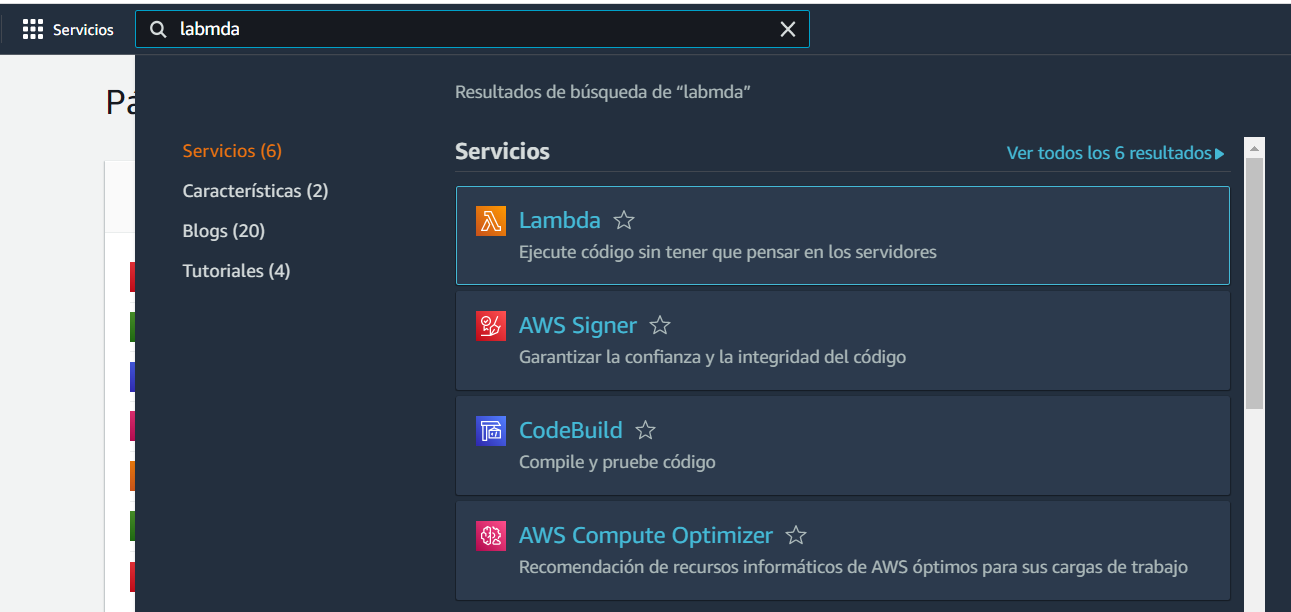 Servicios
labmda
Pá
Resultados de búsqueda de “labmda”
Servicios (6)
Características (2)
Blogs (20)
Tutoriales (4)
Servicios
Ver todos los 6 resultados
Lambda
Ejecute código sin tener que pensar en los servidores
AWS Signer
Garantizar la confianza y la integridad del código
CodeBuild
Compile y pruebe código
AWS Compute Optimizer
Recomendación de recursos informáticos de AWS óptimos para sus cargas de trabajo